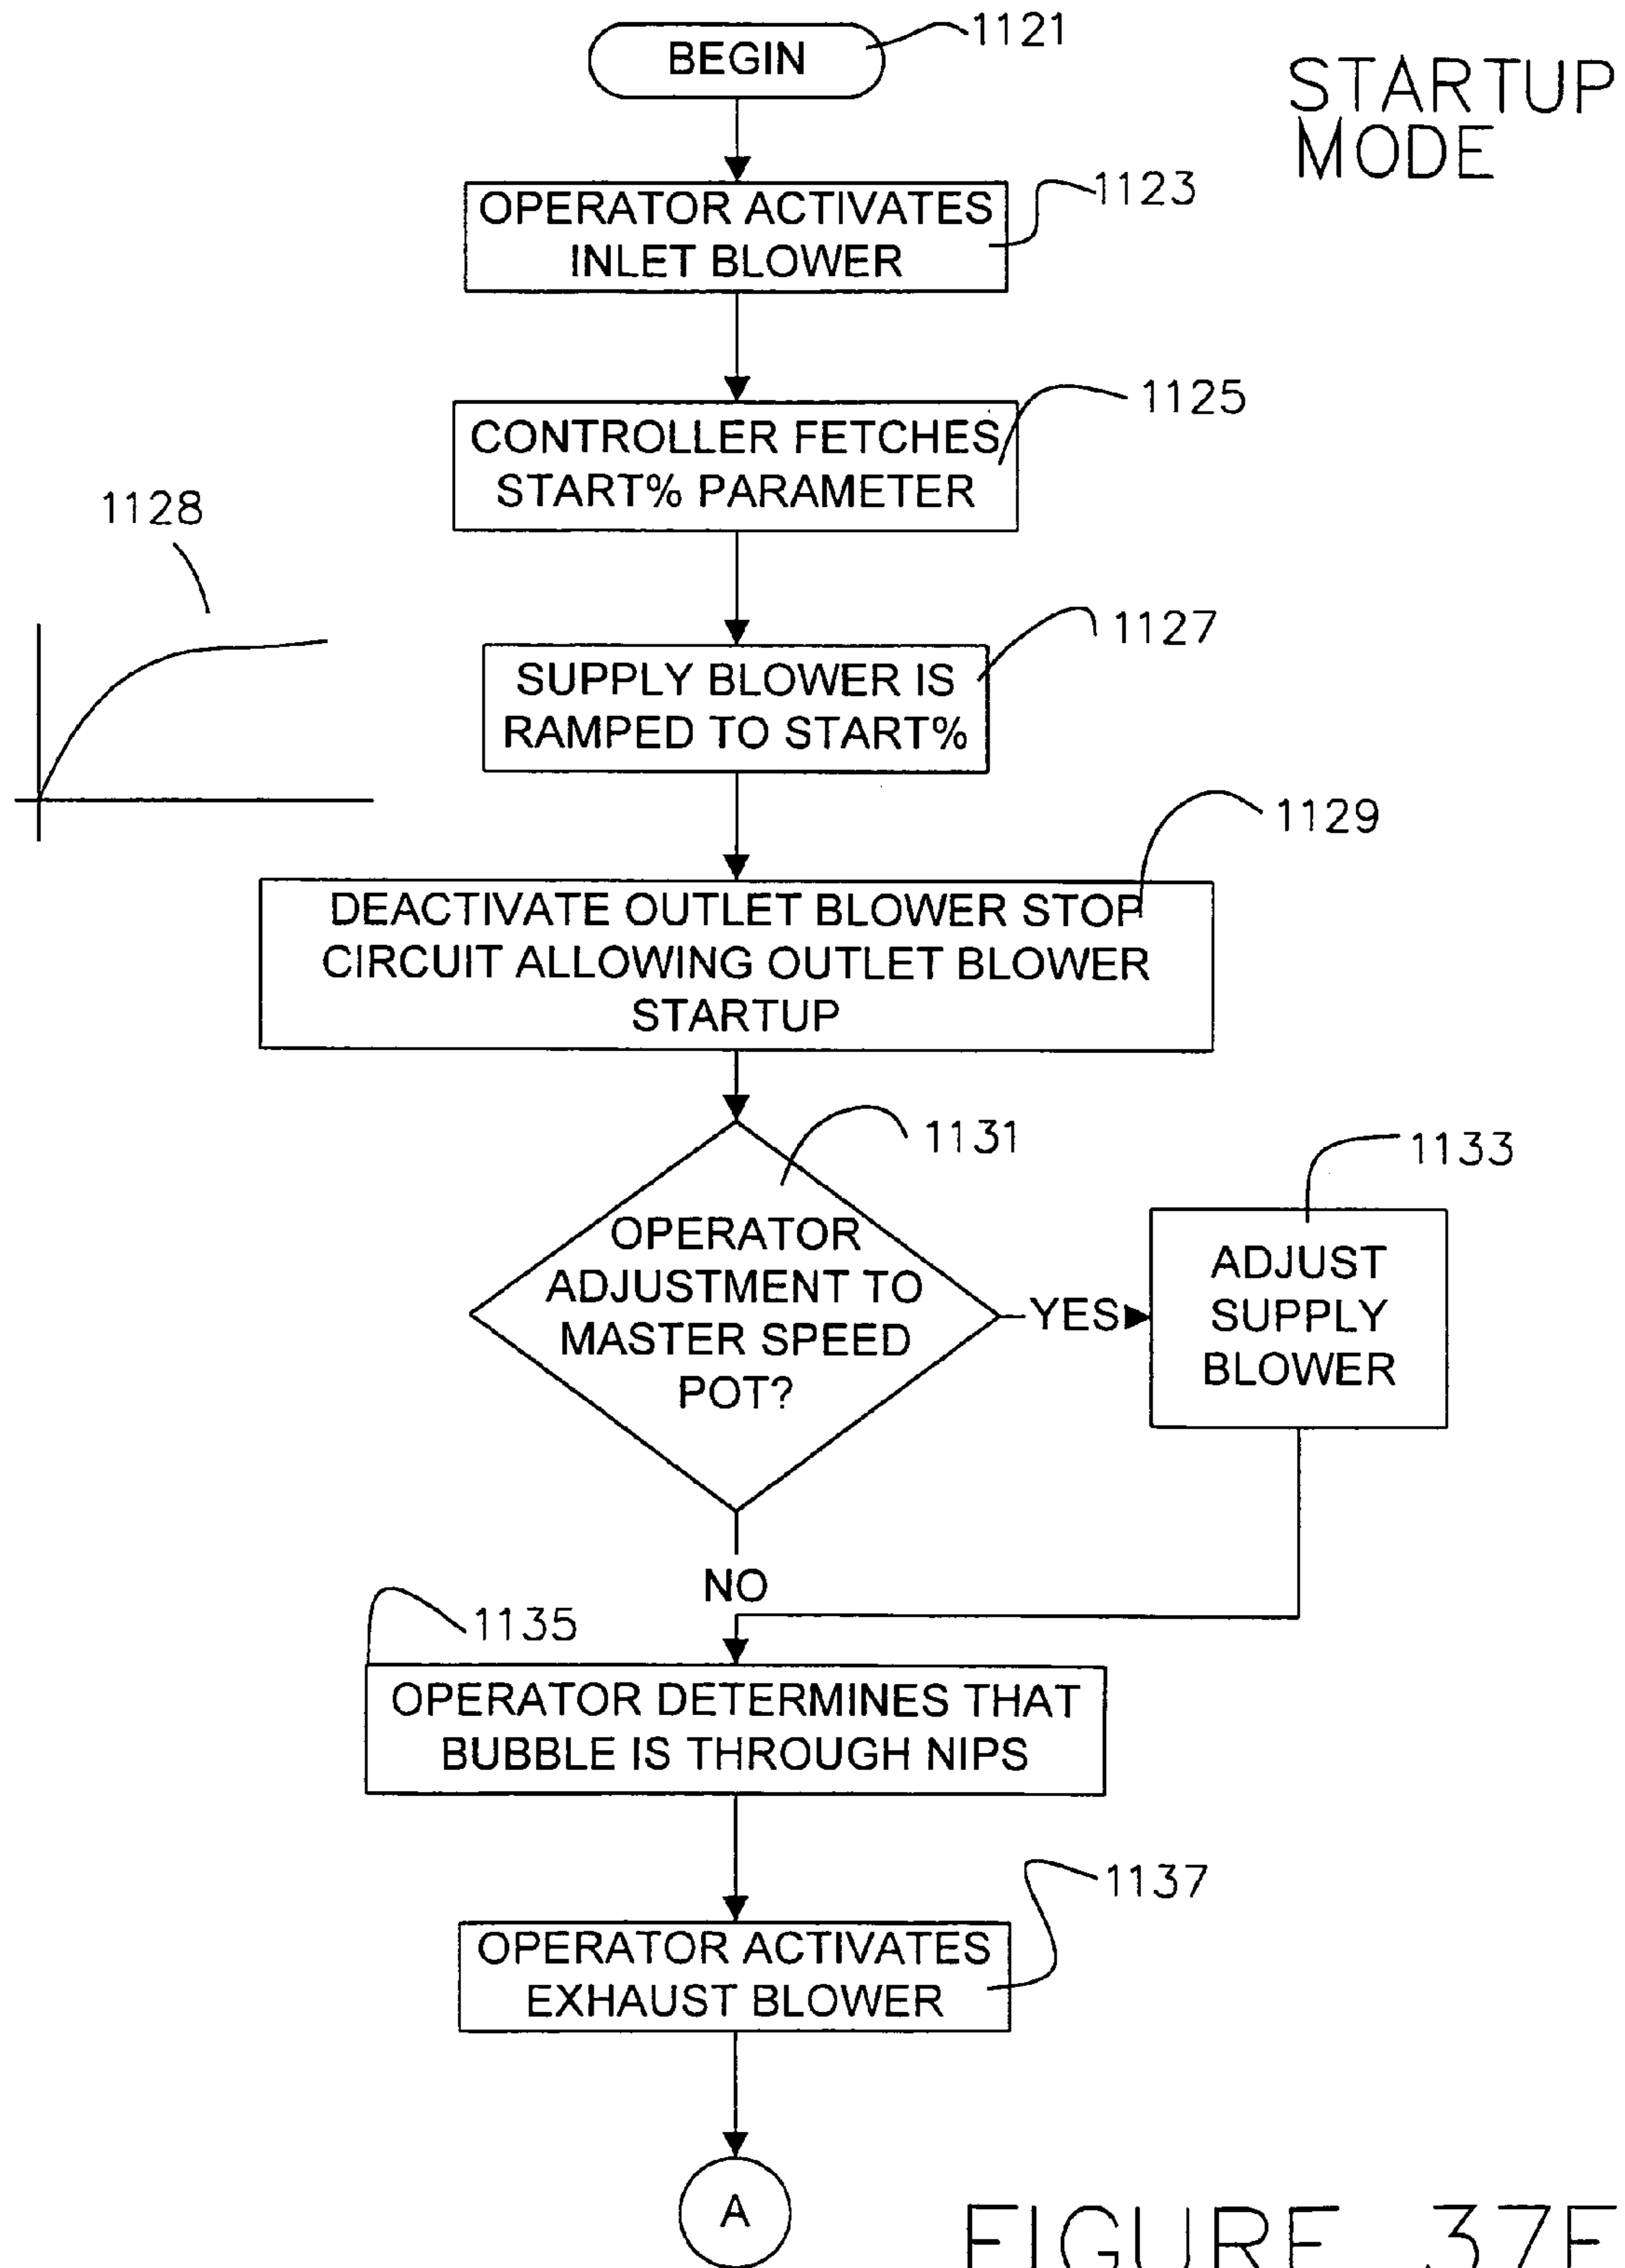 BEGIN
1121
STARTUP
MODE
OPERATOR ACTIVATES
INLET BLOWER
1123
CONTROLLER FETCHES
START% PARAMETER
1125
1128
SUPPLY BLOWER IS
RAMPED TO START%
1127
DEACTIVATE OUTLET BLOWER STOP
CIRCUIT ALLOWING OUTLET BLOWER
STARTUP
1129
OPERATOR
ADJUSTMENT TO
MASTER SPEED
POT?
1131
YES
ADJUST
SUPPLY
BLOWER
1133
NO
1135
OPERATOR DETERMINES THAT
BUBBLE IS THROUGH NIPS
OPERATOR ACTIVATES
EXHAUST BLOWER
1137
A
FIGURE